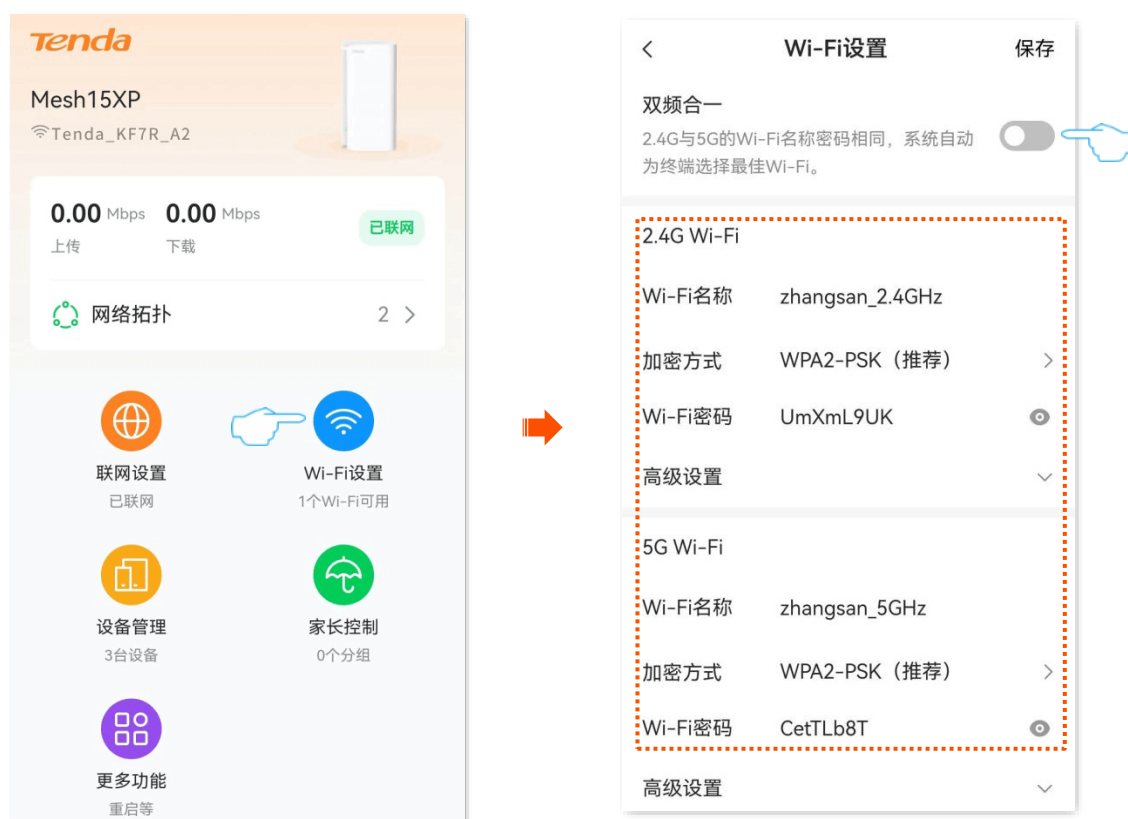 Tenda
Mesh15XP
Tenda_KF7R_A2
0.00 Mbps 0.00 Mbps
上传 下载
已联网
网络拓扑 2
联网设置
已联网
Wi-Fi设置
1个Wi-Fi可用
设备管理
3台设备
家长控制
0个分组
更多功能
重启等
Wi-Fi设置 保存
双频合一
2.4G与5G的Wi-Fi名称密码相同，系统自动
为终端选择最佳Wi-Fi。
2.4G Wi-Fi
Wi-Fi名称 zhangsan_2.4GHz
加密方式 WPA2-PSK（推荐）
Wi-Fi密码 UmXmL9UK
高级设置
5G Wi-Fi
Wi-Fi名称 zhangsan_5GHz
加密方式 WPA2-PSK（推荐）
Wi-Fi密码 CetTLb8T
高级设置